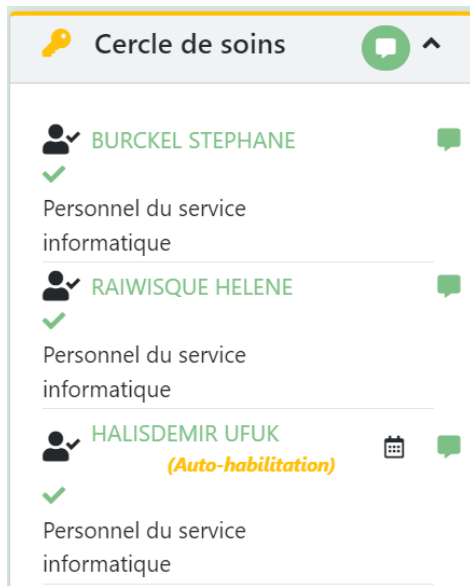 Cercle de soins
BURCKEL STEPHANE
Personnel du service
informatique
RAIWISQUE HELENE
Personnel du service
informatique
HALISDEMIR UFUK
(Auto-habilitation)
Personnel du service
informatique